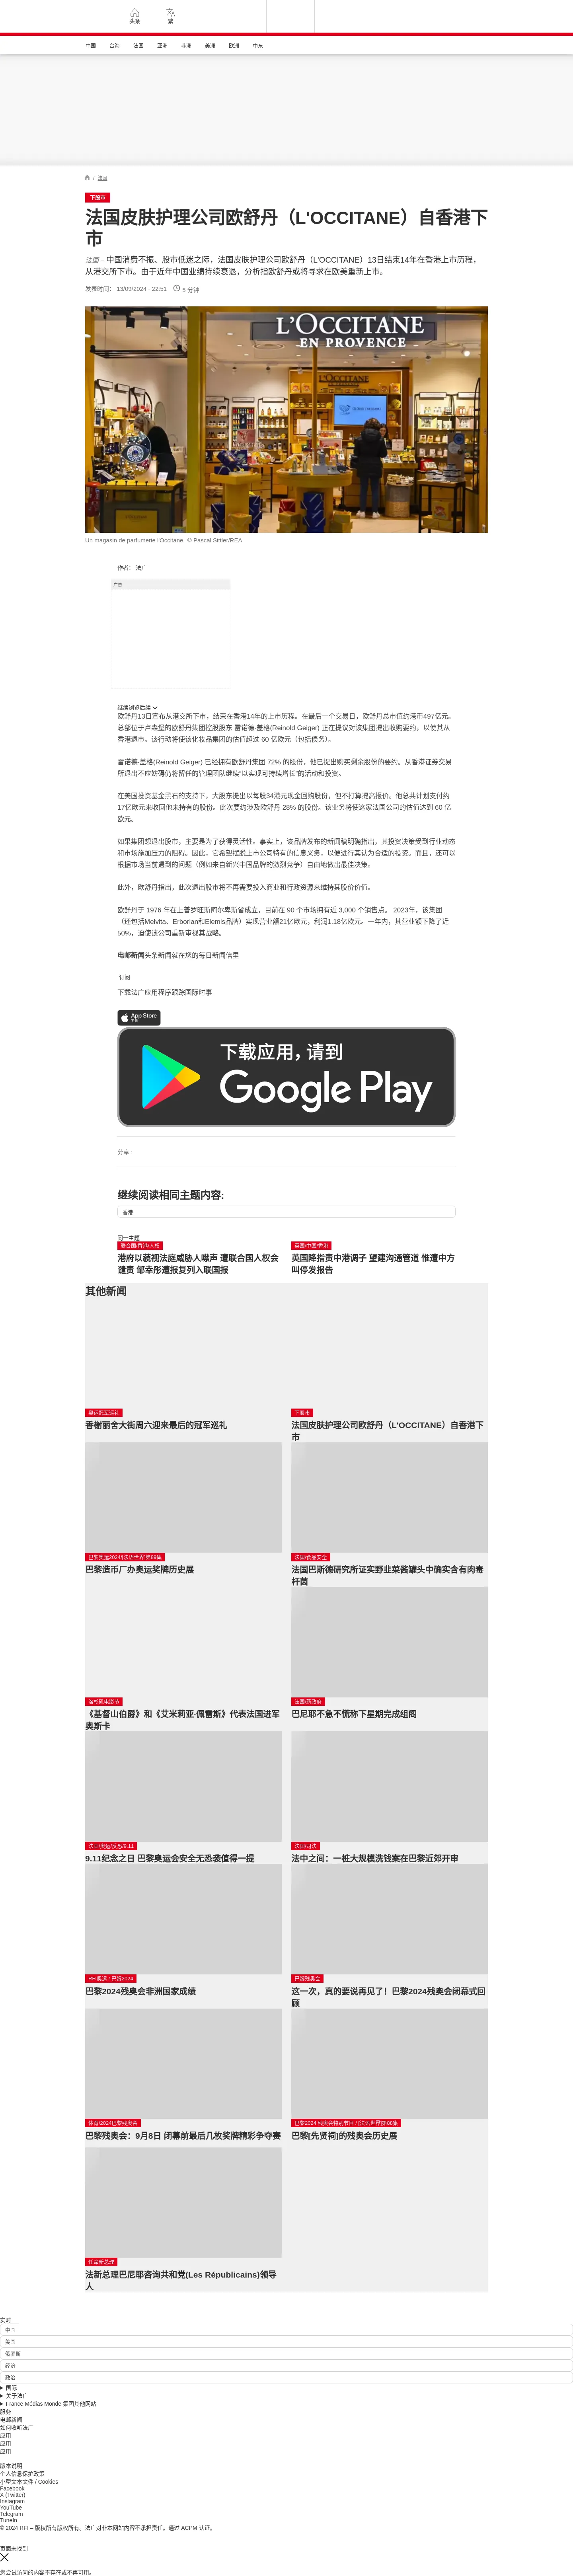 头条
繁
中国
台海
法国
亚洲
非洲
美洲
欧洲
中东
/ 法国
下股市
法国皮肤护理公司欧舒丹（L'OCCITANE）自香港下
市
法国 – 中国消费不振、股市低迷之际，法国皮肤护理公司欧舒丹（L'OCCITANE）13日结束14年在香港上市历程，
从港交所下市。由于近年中国业绩持续衰退，分析指欧舒丹或将寻求在欧美重新上市。
发表时间： 13/09/2024 - 22:51
5 分钟
L'OCCITANE
EN PROVENCE
L'OCCITANE
EN PROVENCE
Un magasin de parfumerie l'Occitane. © Pascal Sittler/REA
作者： 法广
广告
继续浏览后续
欧舒丹13日宣布从港交所下市，结束在香港14年的上市历程。在最后一个交易日，欧舒丹总市值约港币497亿元。
总部位于卢森堡的欧舒丹集团控股股东 雷诺德·盖格(Reinold Geiger) 正在提议对该集团提出收购要约，以使其从
香港退市。该行动将使该化妆品集团的估值超过 60 亿欧元（包括债务）。
雷诺德·盖格(Reinold Geiger) 已经拥有欧舒丹集团 72% 的股份，他已提出购买剩余股份的要约。从香港证券交易
所退出不应妨碍仍将留任的管理团队继续“以实现可持续增长”的活动和投资。
在美国投资基金黑石的支持下，大股东提出以每股34港元现金回购股份，但不打算提高报价。他总共计划支付约
17亿欧元来收回他未持有的股份。此次要约涉及欧舒丹 28% 的股份。该业务将使这家法国公司的估值达到 60 亿
欧元。
如果集团想退出股市，主要是为了获得灵活性。事实上，该品牌发布的新闻稿明确指出，其投资决策受到行业动态
和市场施加压力的阻碍。因此，它希望摆脱上市公司特有的信息义务，以便进行其认为合适的投资。而且，还可以
根据市场当前遇到的问题（例如来自新兴中国品牌的激烈竞争）自由地做出最佳决策。
此外，欧舒丹指出，此次退出股市将不再需要投入商业和行政资源来维持其股价价值。
欧舒丹于 1976 年在上普罗旺斯阿尔卑斯省成立，目前在 90 个市场拥有近 3,000 个销售点。 2023年，该集团
（还包括Melvita、Erborian和Elemis品牌）实现营业额21亿欧元，利润1.18亿欧元。一年内，其营业额下降了近
50%，迫使该公司重新审视其战略。
电邮新闻头条新闻就在您的每日新闻信里
订阅
下载法广应用程序跟踪国际时事
App Store
下载
下载应用，请到
Google Play
分享 :
继续阅读相同主题内容:
香港
同一主题
联合国/香港/人权
港府以藐视法庭威胁人噤声 遭联合国人权会
谴责 邹幸彤遭报复列入联国报
英国/中国/香港
英国降指责中港调子 望建沟通管道 惟遭中方
叫停发报告
其他新闻
奥运冠军巡礼
香榭丽舍大街周六迎来最后的冠军巡礼
下股市
法国皮肤护理公司欧舒丹（L'OCCITANE）自香港下
市
巴黎奥运2024/[法语世界]第89集
巴黎造币厂办奥运奖牌历史展
法国/食品安全
法国巴斯德研究所证实野韭菜酱罐头中确实含有肉毒
杆菌
洛杉矶电影节
《基督山伯爵》和《艾米莉亚·佩雷斯》代表法国进军
奥斯卡
法国/新政府
巴尼耶不急不慌称下星期完成组阁
法国/奥运/反恐/9.11
9.11纪念之日 巴黎奥运会安全无恐袭值得一提
法国/司法
法中之间：一桩大规模洗钱案在巴黎近郊开审
RFI奥运 / 巴黎2024
巴黎2024残奥会非洲国家成绩
巴黎残奥会
这一次，真的要说再见了！巴黎2024残奥会闭幕式回
顾
体育/2024巴黎残奥会
巴黎残奥会：9月8日 闭幕前最后几枚奖牌精彩争夺赛
巴黎2024 残奥会特别节目 / [法语世界]第88集
巴黎[先贤祠]的残奥会历史展
任命新总理
法新总理巴尼耶咨询共和党(Les Républicains)领导
人
实时
中国
美国
俄罗斯
经济
政治
国际
关于法广
France Médias Monde 集团其他网站
服务
电邮新闻
如何收听法广
应用
应用
应用
版本说明
个人信息保护政策
小型文本文件 / Cookies
Facebook
X (Twitter)
Instagram
YouTube
Telegram
TuneIn
© 2024 RFI – 版权所有版权所有。法广对非本网站内容不承担责任。通过 ACPM 认证。
页面未找到
您尝试访问的内容不存在或不再可用。